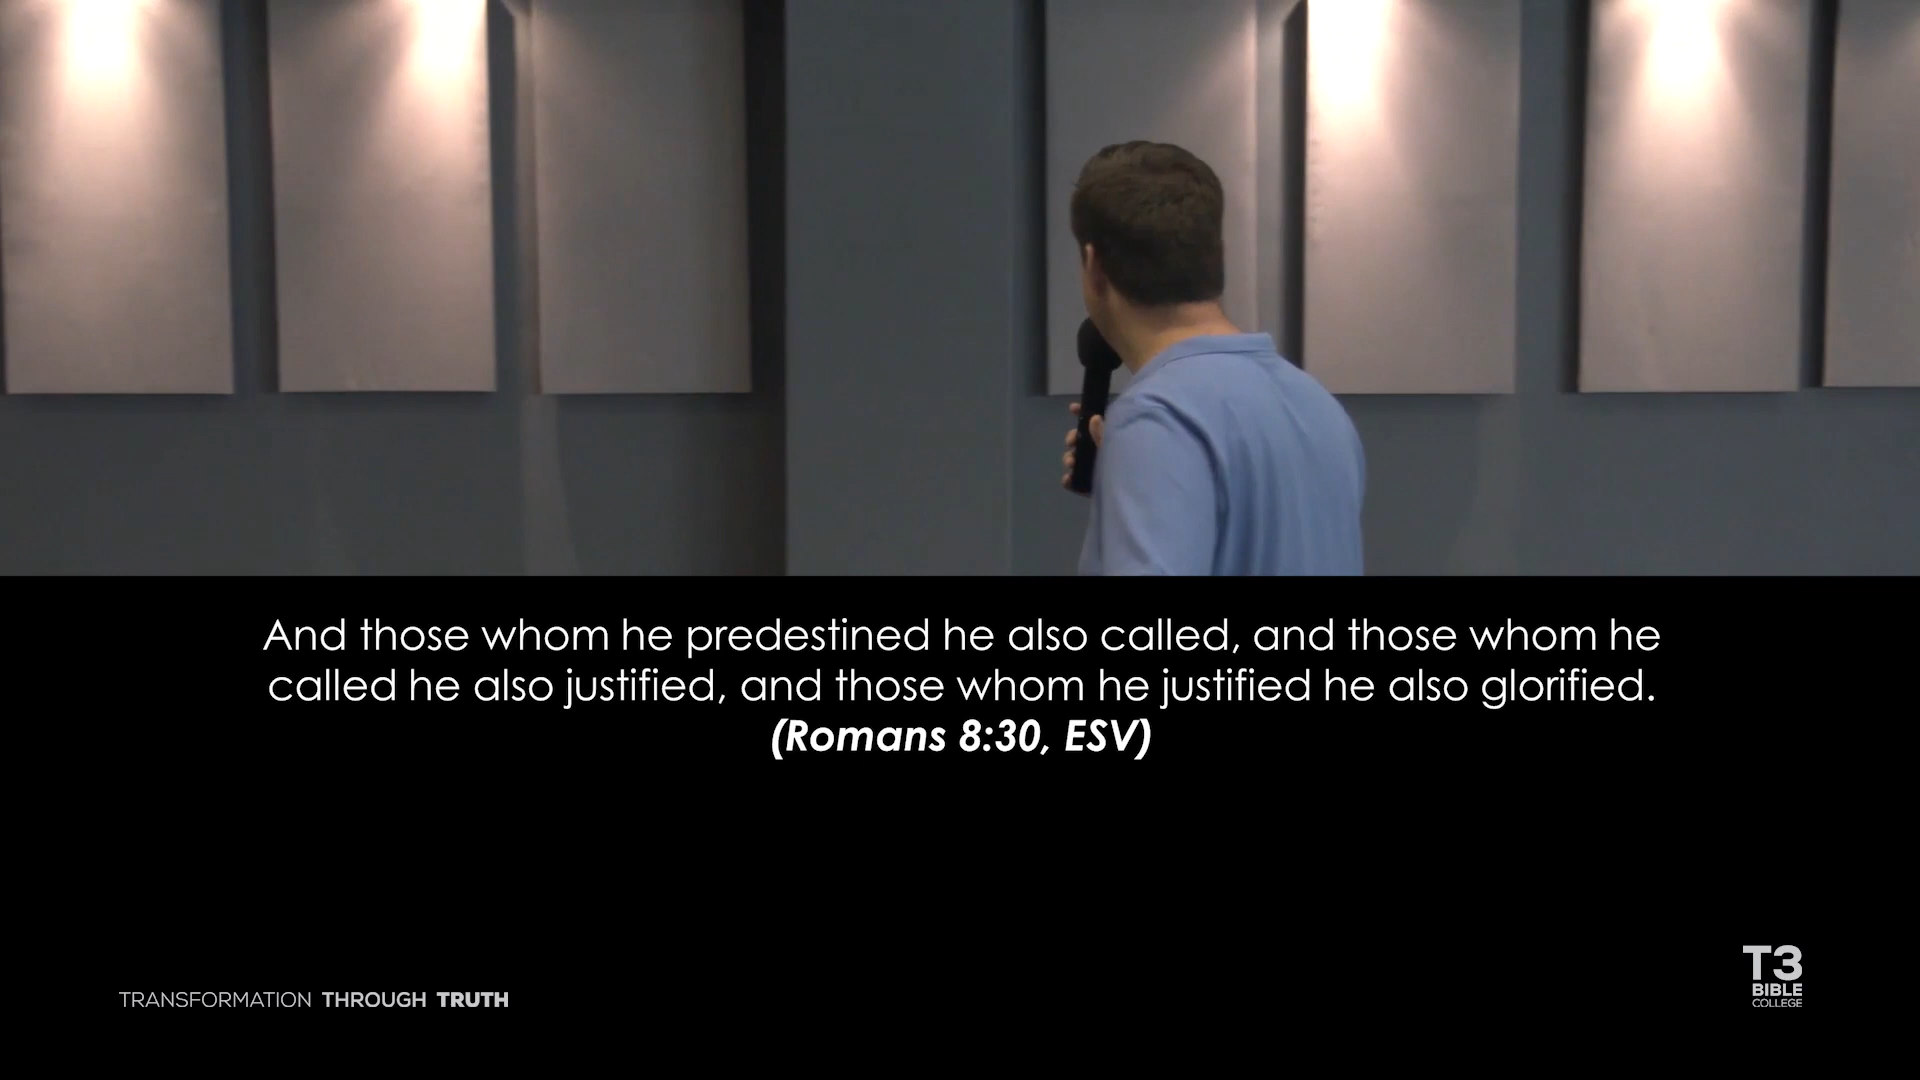 And those whom he predestined he also called, and those whom he
called he also justified, and those whom he justified he also glorified.
(Romans 8:30, ESV)
TRANSFORMATION THROUGH TRUTH
T3
BIBLE
COLLEGE